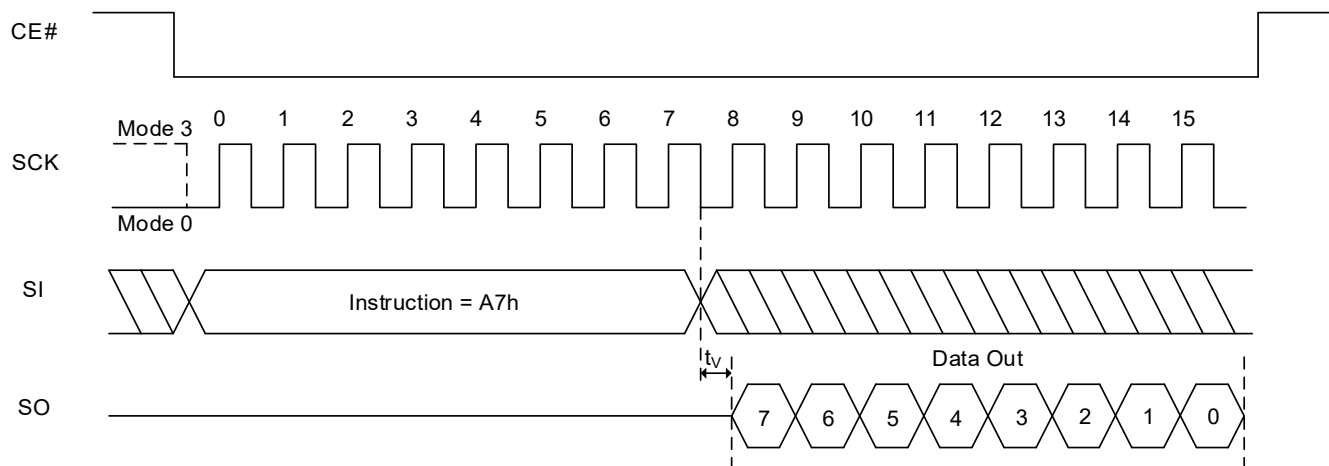 CE#
Mode 3
0 1 2 3 4 5 6 7 8 9 10 11 12 13 14 15
SCK
Mode 0
SI
Instruction = A7h
tV
Data Out
SO
7 6 5 4 3 2 1 0